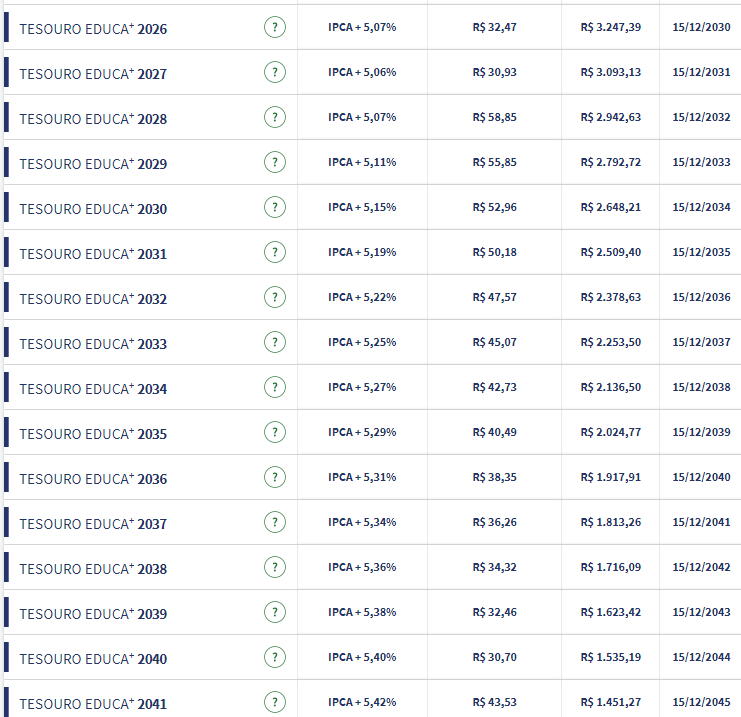 TESOURO EDUCA+ 2026 ? IPCA + 5,07% R$ 32,47 R$ 3.247,39 15/12/2030
TESOURO EDUCA+ 2027 ? IPCA + 5,06% R$ 30,93 R$ 3.093,13 15/12/2031
TESOURO EDUCA+ 2028 ? IPCA + 5,07% R$ 58,85 R$ 2.942,63 15/12/2032
TESOURO EDUCA+ 2029 ? IPCA + 5,11% R$ 55,85 R$ 2.792,72 15/12/2033
TESOURO EDUCA+ 2030 ? IPCA + 5,15% R$ 52,96 R$ 2.648,21 15/12/2034
TESOURO EDUCA+ 2031 ? IPCA + 5,19% R$ 50,18 R$ 2.509,40 15/12/2035
TESOURO EDUCA+ 2032 ? IPCA + 5,22% R$ 47,57 R$ 2.378,63 15/12/2036
TESOURO EDUCA+ 2033 ? IPCA + 5,25% R$ 45,07 R$ 2.253,50 15/12/2037
TESOURO EDUCA+ 2034 ? IPCA + 5,27% R$ 42,73 R$ 2.136,50 15/12/2038
TESOURO EDUCA+ 2035 ? IPCA + 5,29% R$ 40,49 R$ 2.024,77 15/12/2039
TESOURO EDUCA+ 2036 ? IPCA + 5,31% R$ 38,35 R$ 1.917,91 15/12/2040
TESOURO EDUCA+ 2037 ? IPCA + 5,34% R$ 36,26 R$ 1.813,26 15/12/2041
TESOURO EDUCA+ 2038 ? IPCA + 5,36% R$ 34,32 R$ 1.716,09 15/12/2042
TESOURO EDUCA+ 2039 ? IPCA + 5,38% R$ 32,46 R$ 1.623,42 15/12/2043
TESOURO EDUCA+ 2040 ? IPCA + 5,40% R$ 30,70 R$ 1.535,19 15/12/2044
TESOURO EDUCA+ 2041 ? IPCA + 5,42% R$ 43,53 R$ 1.451,27 15/12/2045